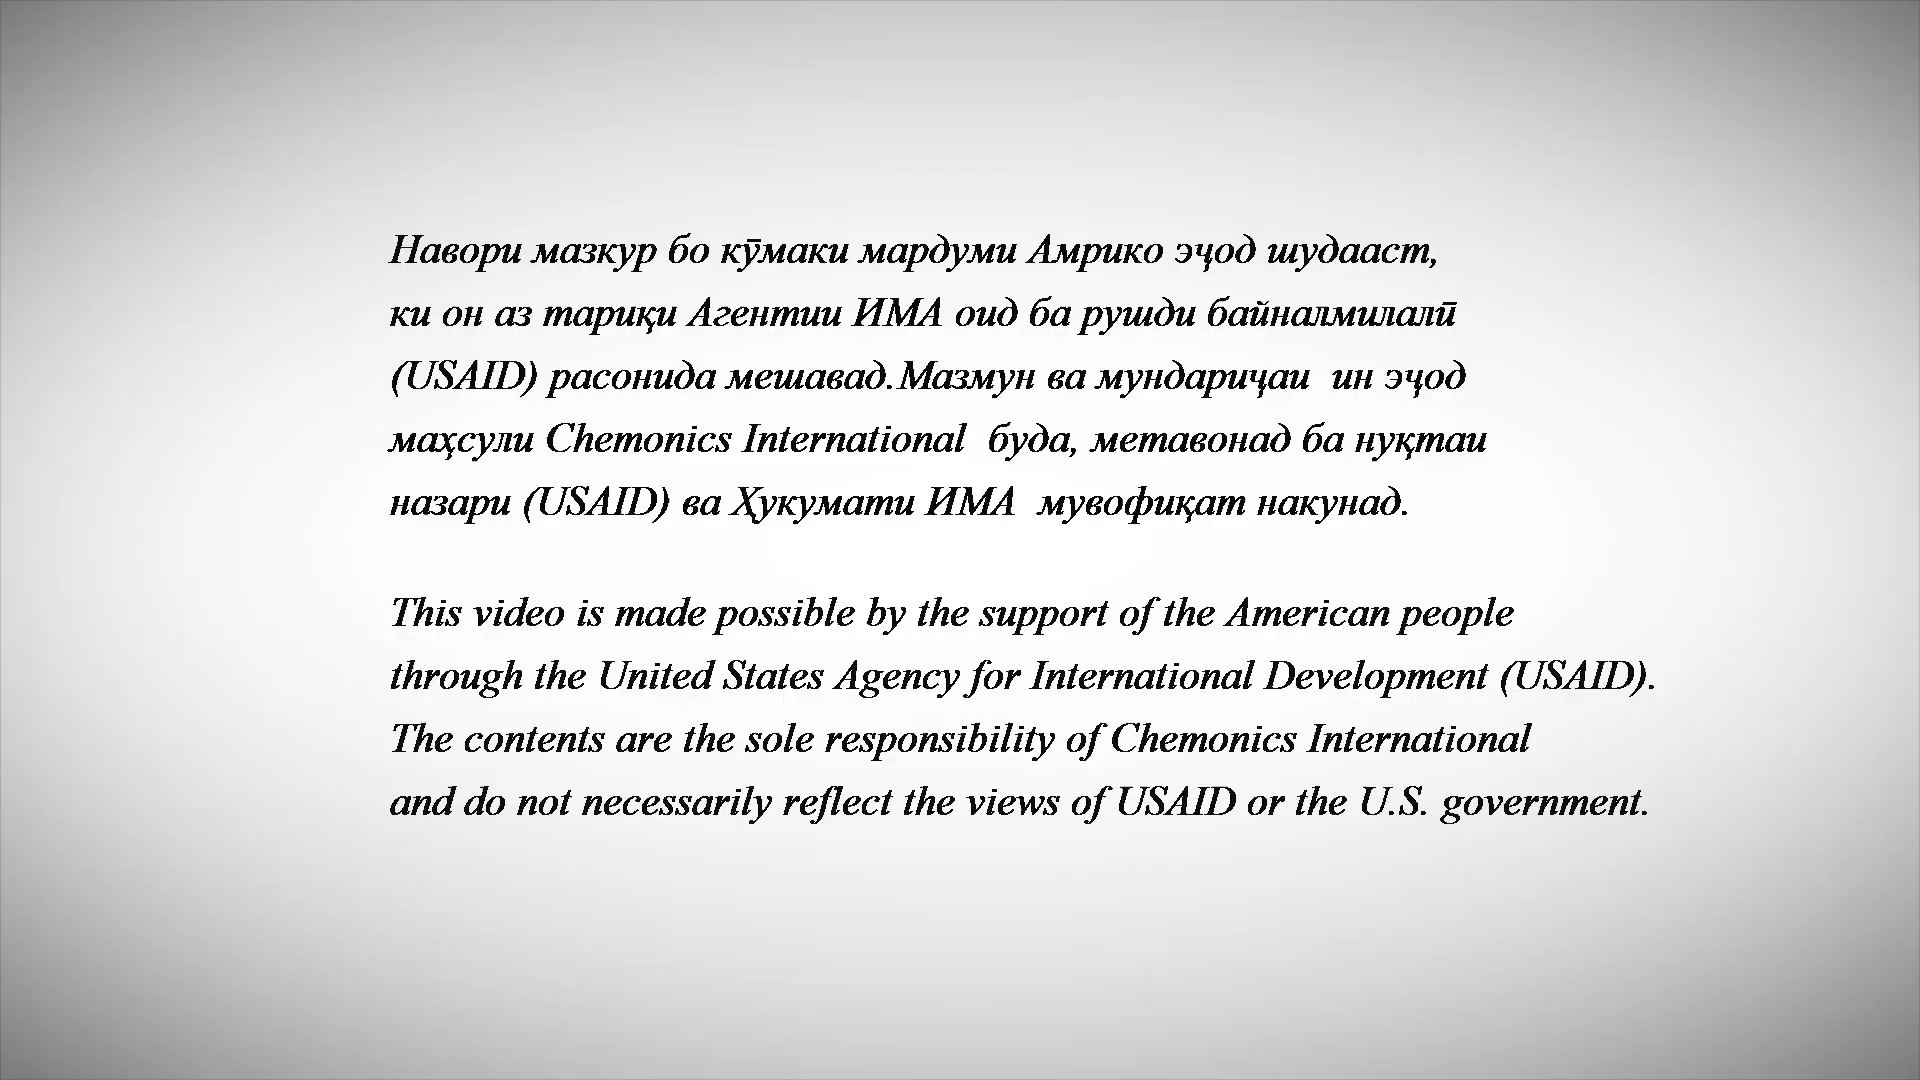 Навори мазкур бо кӯмаки мардуми Амрико эҷод шудааст,
ки он аз тариқи Агентии ИМА оид ба рушди байналмилалӣ
(USAID) расонида мешавад.Мазмун ва мундариҷаи  ин эҷод
маҳсули Chemonics International  буда, метавонад ба нуқтаи
назари (USAID) ва Ҳукумати ИМА  мувофиқат накунад.
This video is made possible by the support of the American people
through the United States Agency for International Development (USAID).
The contents are the sole responsibility of Chemonics International
and do not necessarily reflect the views of USAID or the U.S. government.